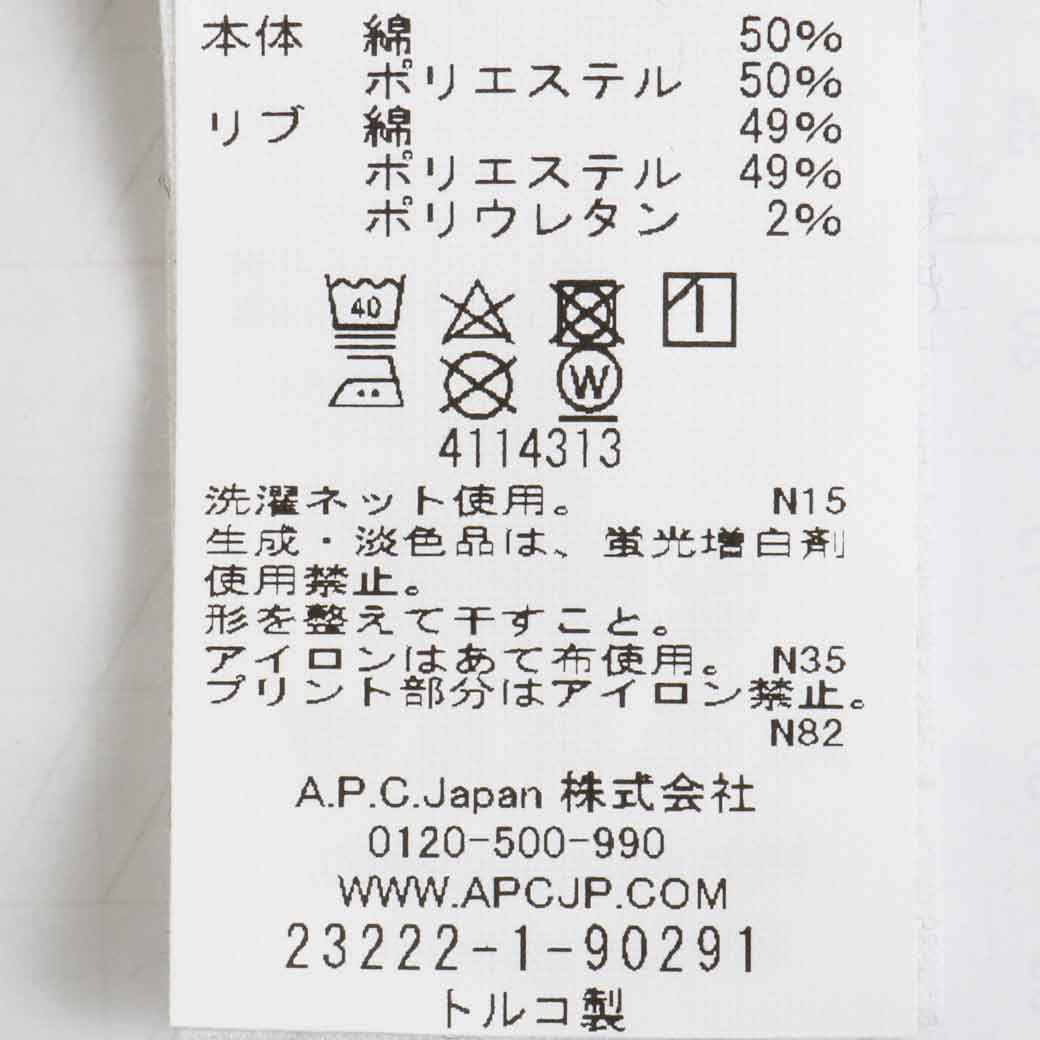 本体 綿 50%
ポリエステル 50%
リブ 綿 49%
ポリエステル 49%
ポリウレタン 2%
40
W
4114313
洗濯ネット使用。 N15
生成・淡色品は、蛍光増白剤
使用禁止。
形を整えて干すこと。
アイロンはあて布使用。 N35
プリント部分はアイロン禁止。
N82
A.P.C.Japan 株式会社
0120-500-990
WWW.APCJP.COM
23222-1-90291
トルコ製